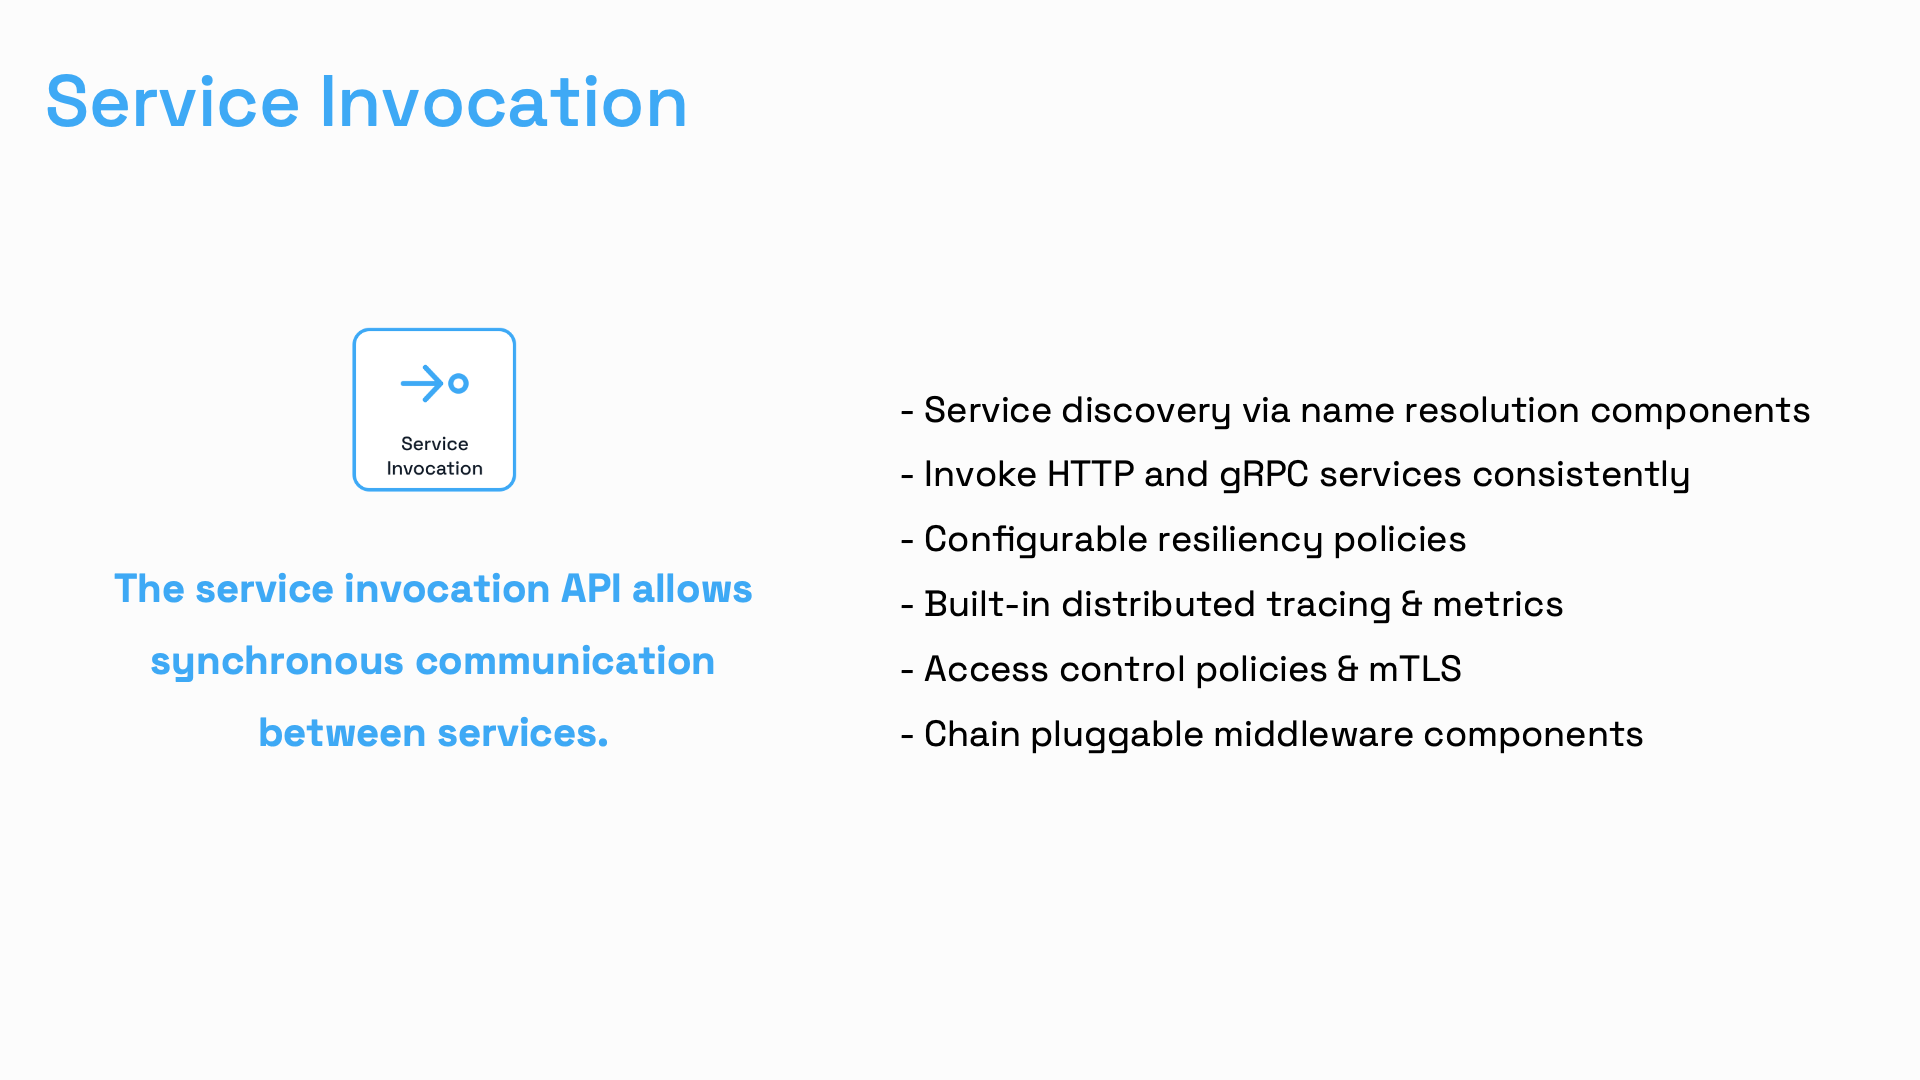 Service Invocation
Service
Invocation
The service invocation API allows
synchronous communication
between services.
- Service discovery via name resolution components
- Invoke HTTP and gRPC services consistently
- Configurable resiliency policies
- Built-in distributed tracing & metrics
- Access control policies & mTLS
- Chain pluggable middleware components